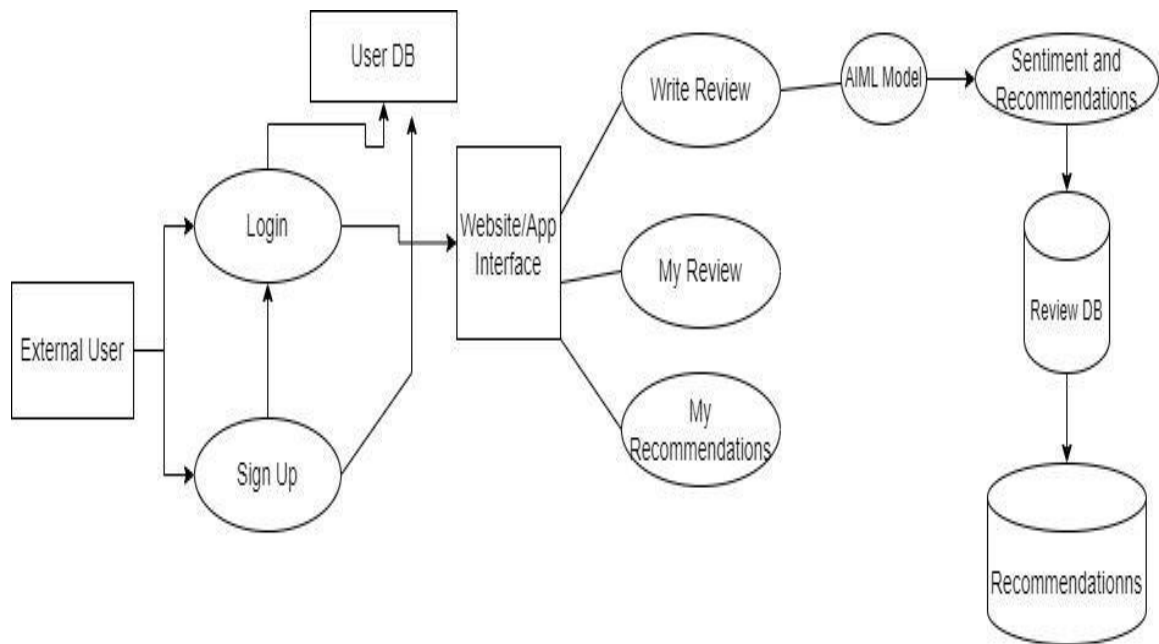 User DB
Write Review
AIML Model
Sentiment and
Recommendations
Login
Website/App
Interface
My Review
Review DB
External User
My
Recommendations
Sign Up
Recommendationns